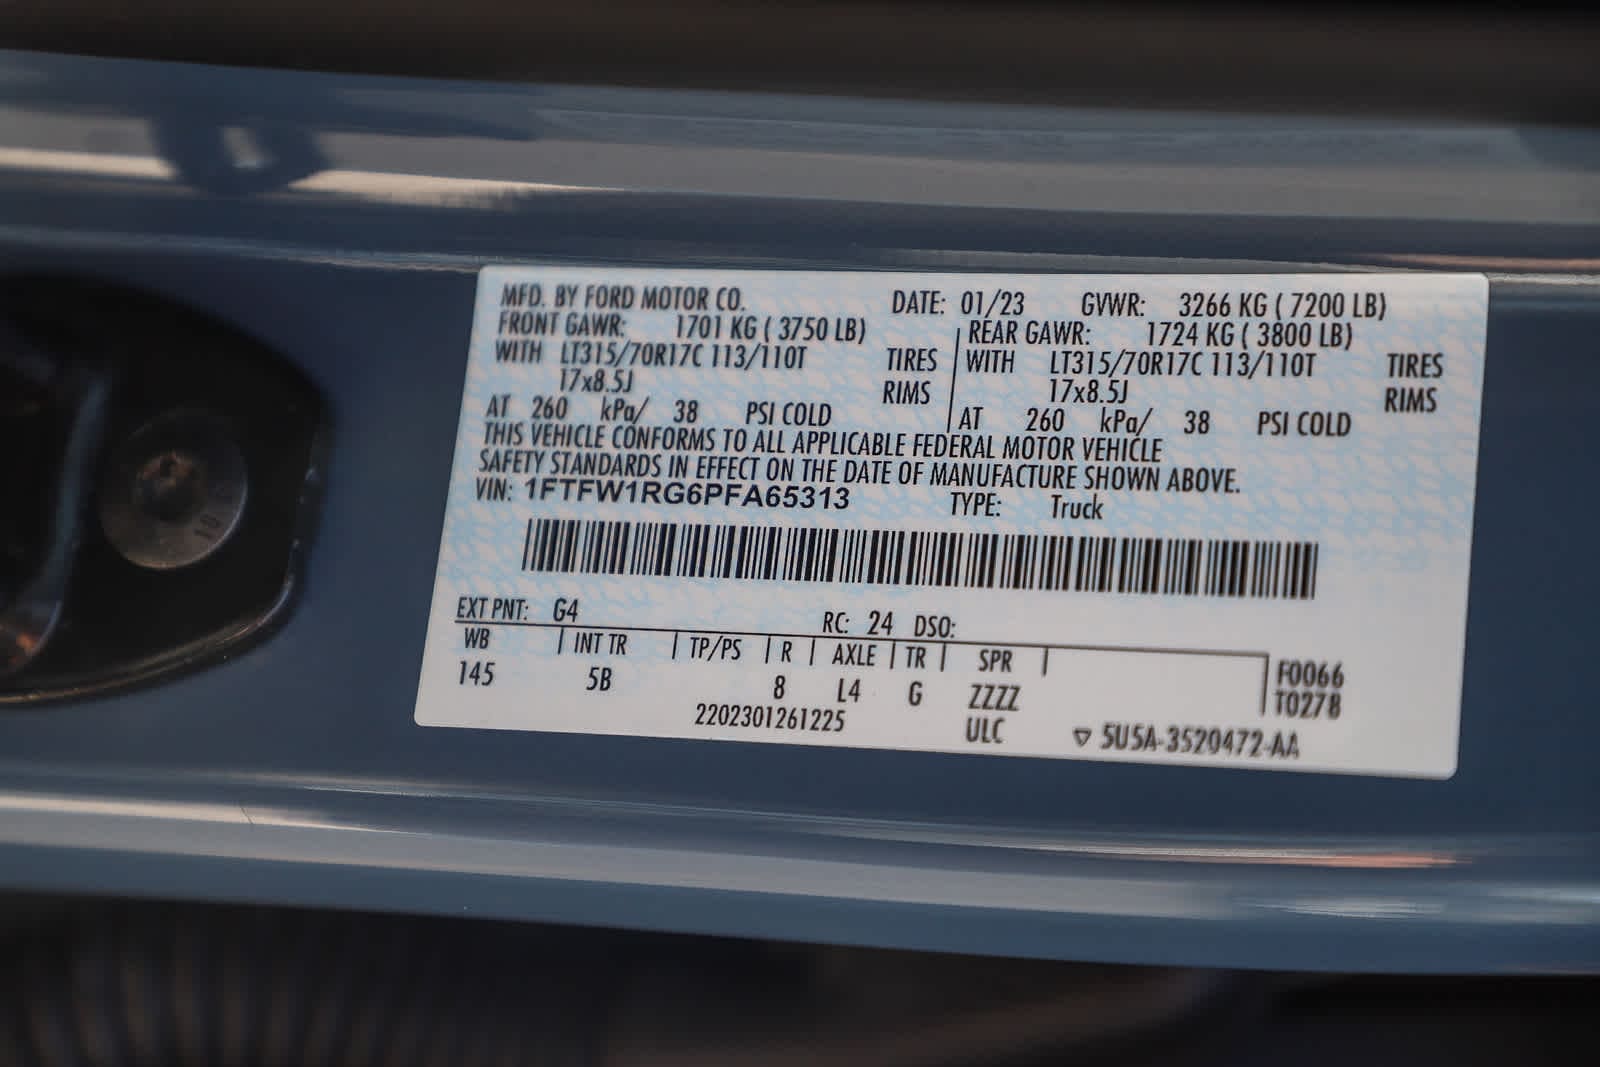 MFD. BY FORD MOTOR CO. DATE: 01/23 GVWR: 3266 KG ( 7200 LB)
FRONT GAWR: 1701 KG ( 3750 LB) REAR GAWR: 1724 KG ( 3800 LB)
WITH LT315/70R17C 113/110T TIRES WITH LT315/70R17C 113/110T TIRES
17x8.5J RIMS 17x8.5J RIMS
AT 260 kPa/ 38 PSI COLD AT 260 kPa/ 38 PSI COLD
THIS VEHICLE CONFORMS TO ALL APPLICABLE FEDERAL MOTOR VEHICLE
SAFETY STANDARDS IN EFFECT ON THE DATE OF MANUFACTURE SHOWN ABOVE.
VIN: 1FTFW1RG6PFA65313 TYPE: Truck
EXT PNT: G4 RC: 24 DSO:
WB | INT TR | TP/PS | R | AXLE | TR | SPR | F0066
145 5B 8 L4 G ZZZZ T0278
2202301261225 ULC ▽ 5U5A-3520472-AA